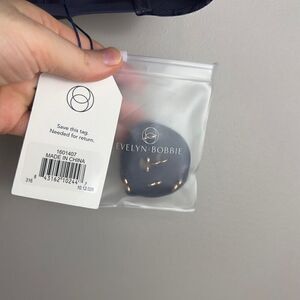 Save this tag.
Needed for return.
1601407
MADE IN CHINA
EVELYN·BOBBIE